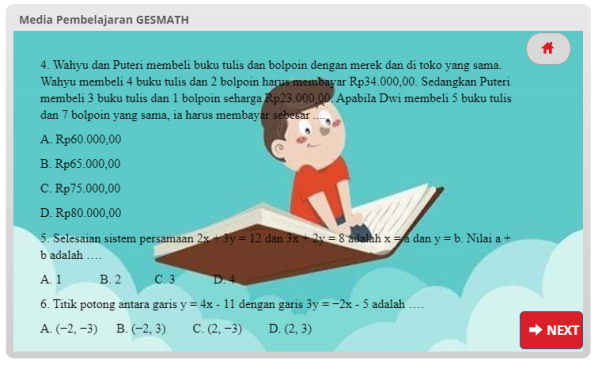 Media Pembelajaran GESMATH
4. Wahyu dan Puteri membeli buku tulis dan bolpoin dengan merek dan di toko yang sama.
Wahyu membeli 4 buku tulis dan 2 bolpoin harus membayar Rp34.000,00. Sedangkan Puteri
membeli 3 buku tulis dan 1 bolpoin seharga Rp23.000,00. Apabila Dwi membeli 5 buku tulis
dan 7 bolpoin yang sama, ia harus membayar sebesar ....
A. Rp60.000,00
B. Rp65.000,00
C. Rp75.000,00
D. Rp80.000,00
5. Selesaian sistem persamaan 2x + 3y = 12 dan 3x + 2y = 8 adalah x = a dan y = b. Nilai a +
b adalah ….
A. 1 B. 2 C. 3 D. 4
6. Titik potong antara garis y = 4x - 11 dengan garis 3y = −2x - 5 adalah ….
A. (−2, −3) B. (−2, 3) C. (2, −3) D. (2, 3)
NEXT